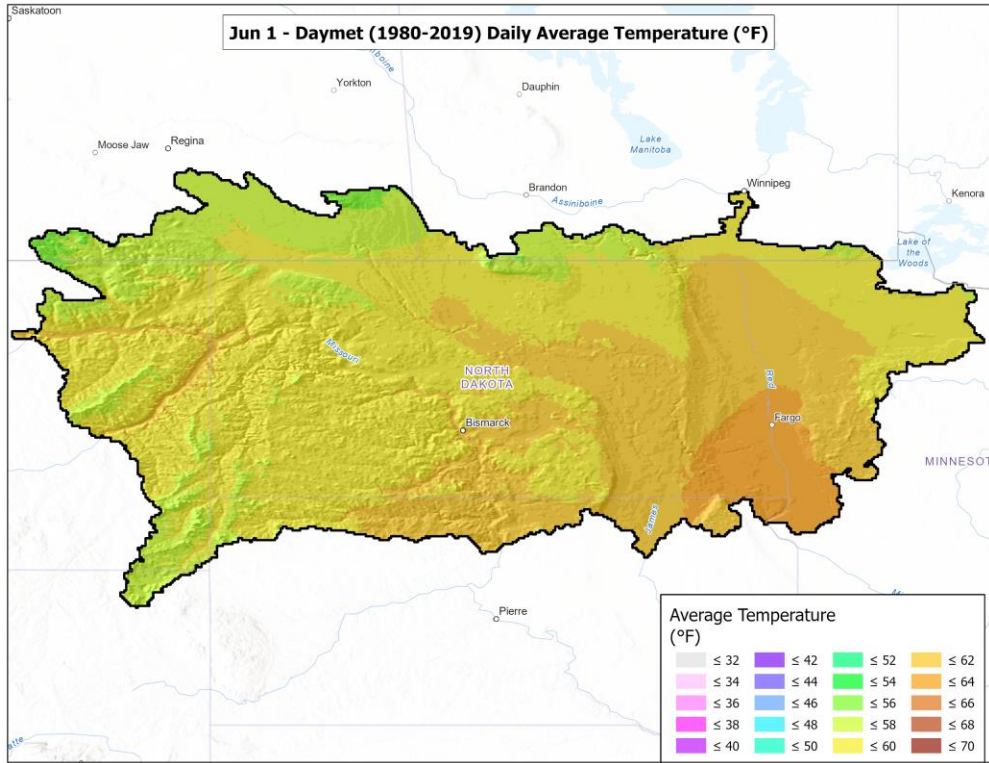 Saskatoon
Jun 1 - Daymet (1980-2019) Daily Average Temperature (°F)
Yorkton
Dauphin
Moose Jaw
Regina
Lake
Manitoba
Brandon
Assiniboine
Winnipeg
Kenora
Lake of
the
Woods
Missouri
NORTH
DAKOTA
Red
Bismarck
Fargo
MINNESOT
James
Pierre
Average Temperature
(°F)
≤ 32
≤ 42
≤ 52
≤ 62
≤ 34
≤ 44
≤ 54
≤ 64
≤ 36
≤ 46
≤ 56
≤ 66
≤ 38
≤ 48
≤ 58
≤ 68
≤ 40
≤ 50
≤ 60
≤ 70